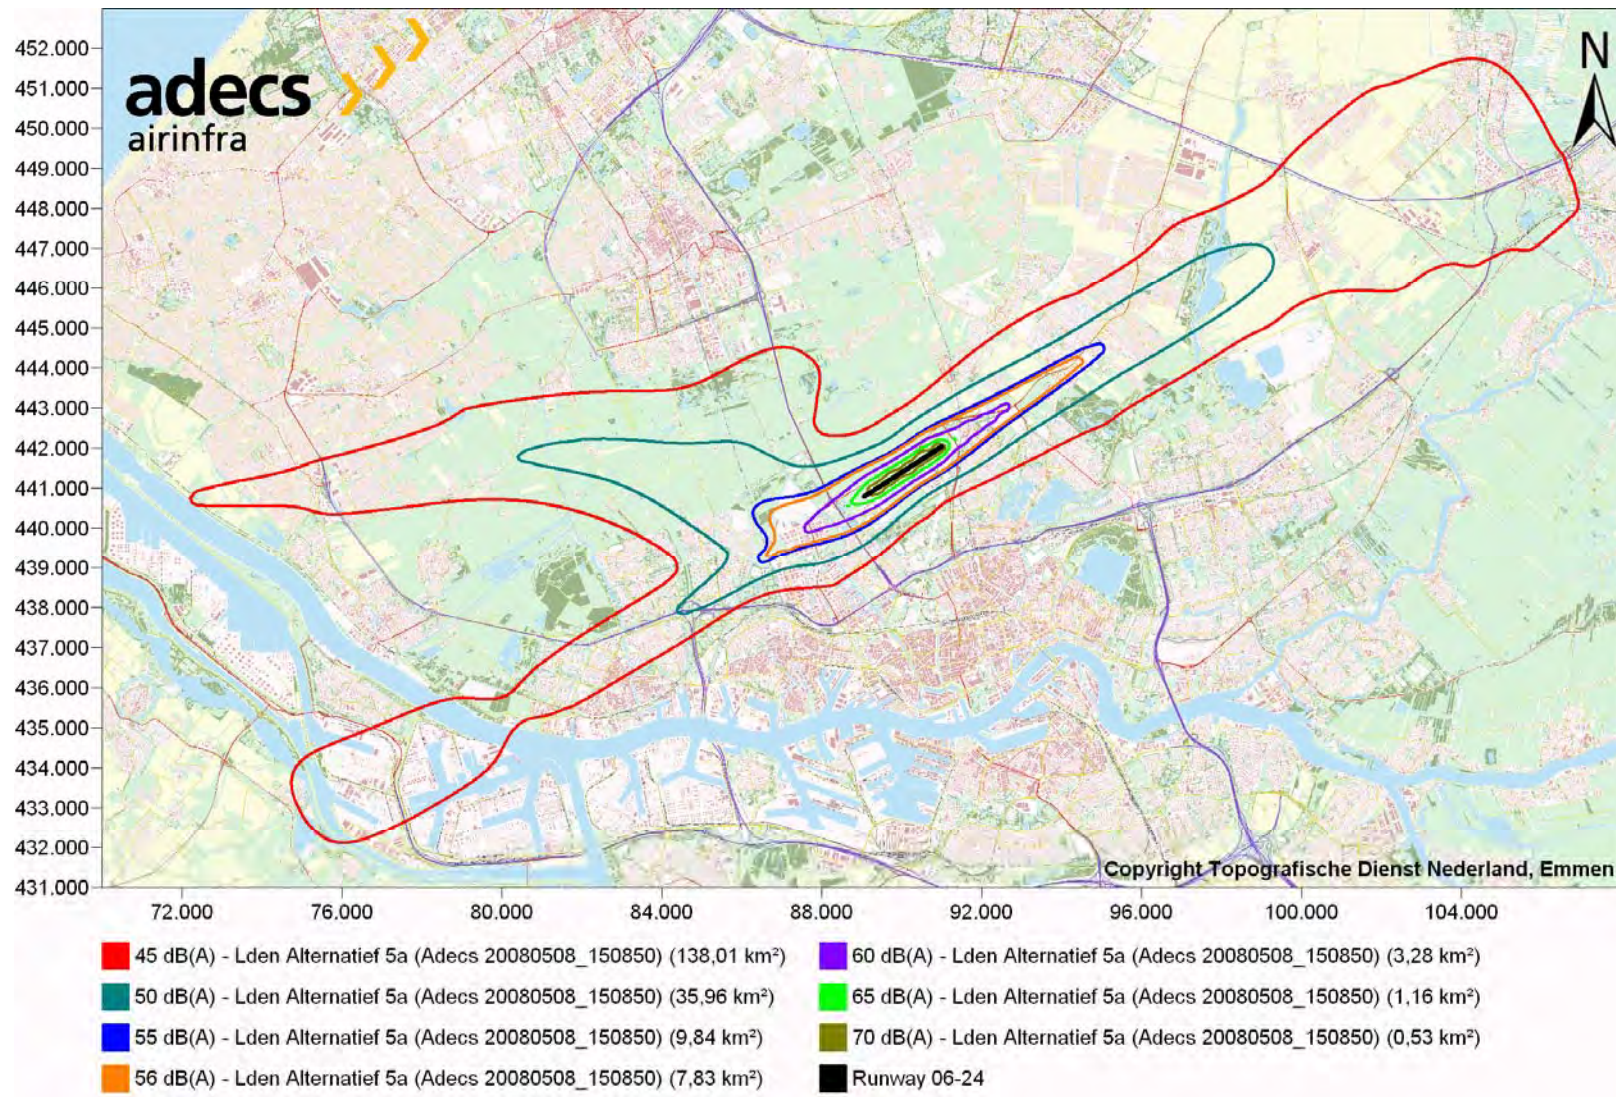 452.000
451.000
450.000
449.000
448.000
447.000
446.000
445.000
444.000
443.000
442.000
441.000
440.000
439.000
438.000
437.000
436.000
435.000
434.000
433.000
432.000
431.000
adecs
airinfra
N
Copyright Topografische Dienst Nederland, Emmen
72.000 76.000 80.000 84.000 88.000 92.000 96.000 100.000 104.000
45 dB(A) - Lden Alternatief 5a (Adecs 20080508_150850) (138,01 km²)
50 dB(A) - Lden Alternatief 5a (Adecs 20080508_150850) (35,96 km²)
55 dB(A) - Lden Alternatief 5a (Adecs 20080508_150850) (9,84 km²)
56 dB(A) - Lden Alternatief 5a (Adecs 20080508_150850) (7,83 km²)
60 dB(A) - Lden Alternatief 5a (Adecs 20080508_150850) (3,28 km²)
65 dB(A) - Lden Alternatief 5a (Adecs 20080508_150850) (1,16 km²)
70 dB(A) - Lden Alternatief 5a (Adecs 20080508_150850) (0,53 km²)
Runway 06-24